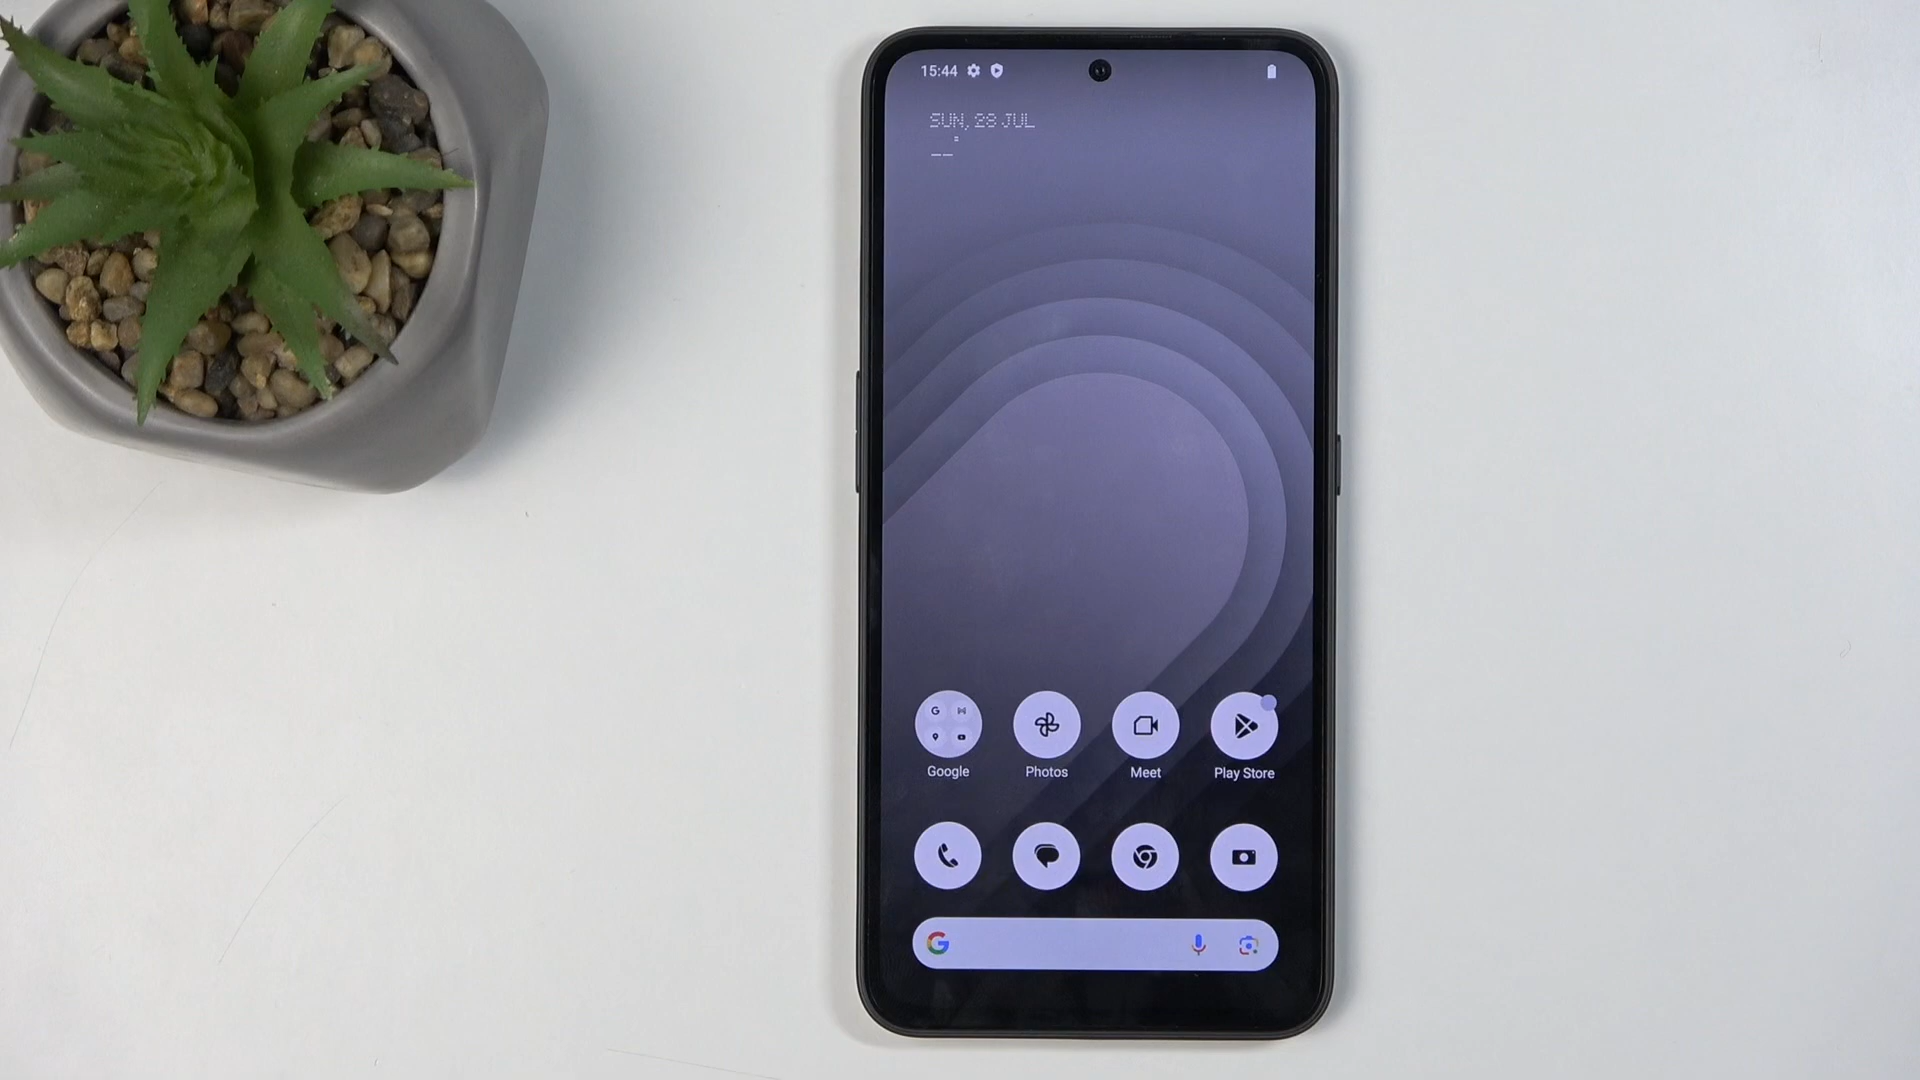 15:44
SUN, 28 JUL
--°
G M
Google
Photos
Meet
Play Store
G